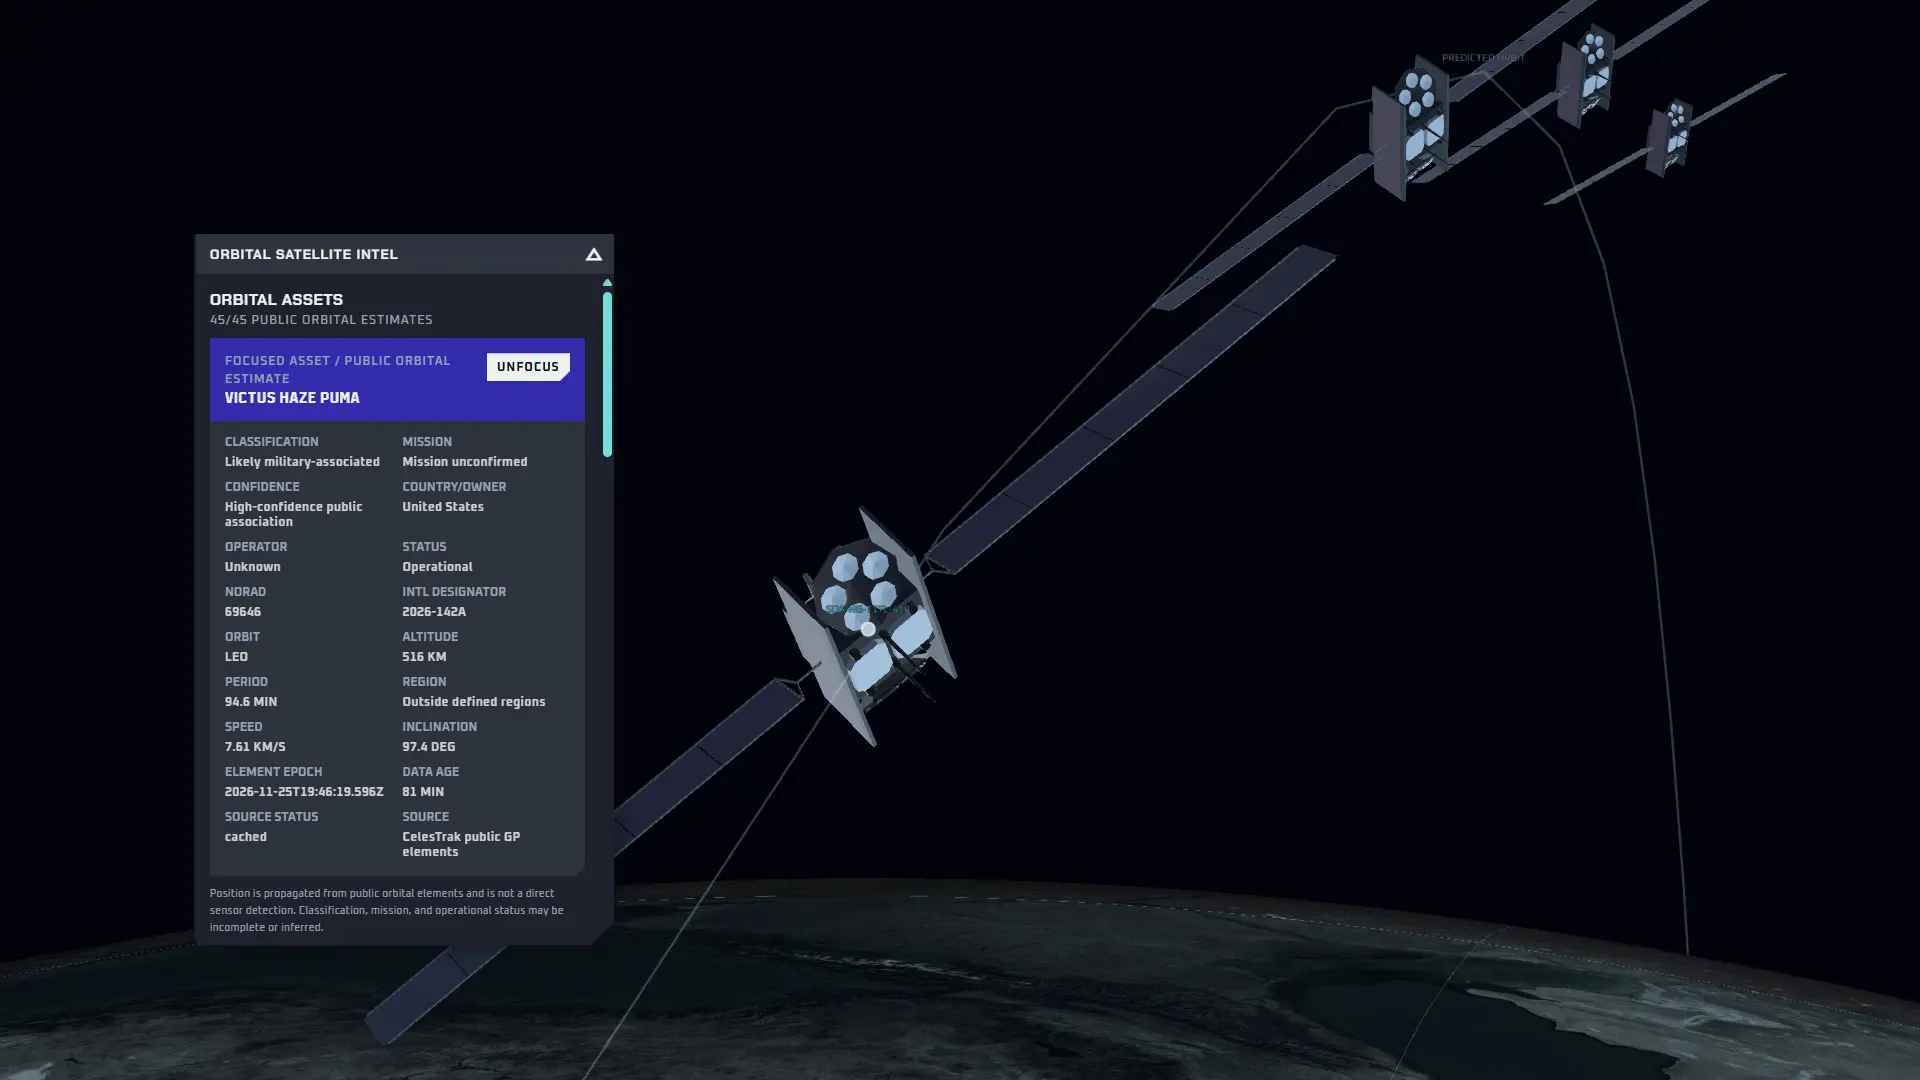 PREDICTED ORBIT
ORBITAL SATELLITE INTEL
ORBITAL ASSETS
45/45 PUBLIC ORBITAL ESTIMATES
FOCUSED ASSET / PUBLIC ORBITAL
ESTIMATE
UNFOCUS
VICTUS HAZE PUMA
CLASSIFICATION
Likely military-associated
MISSION
Mission unconfirmed
CONFIDENCE
High-confidence public
association
COUNTRY/OWNER
United States
OPERATOR
Unknown
STATUS
Operational
NORAD
69646
INTL DESIGNATOR
2026-142A
ORBIT
LEO
ALTITUDE
516 KM
PERIOD
94.6 MIN
REGION
Outside defined regions
SPEED
7.61 KM/S
INCLINATION
97.4 DEG
ELEMENT EPOCH
2026-11-25T19:46:19.596Z
DATA AGE
81 MIN
SOURCE STATUS
cached
SOURCE
CelesTrak public GP
elements
Position is propagated from public orbital elements and is not a direct
sensor detection. Classification, mission, and operational status may be
incomplete or inferred.